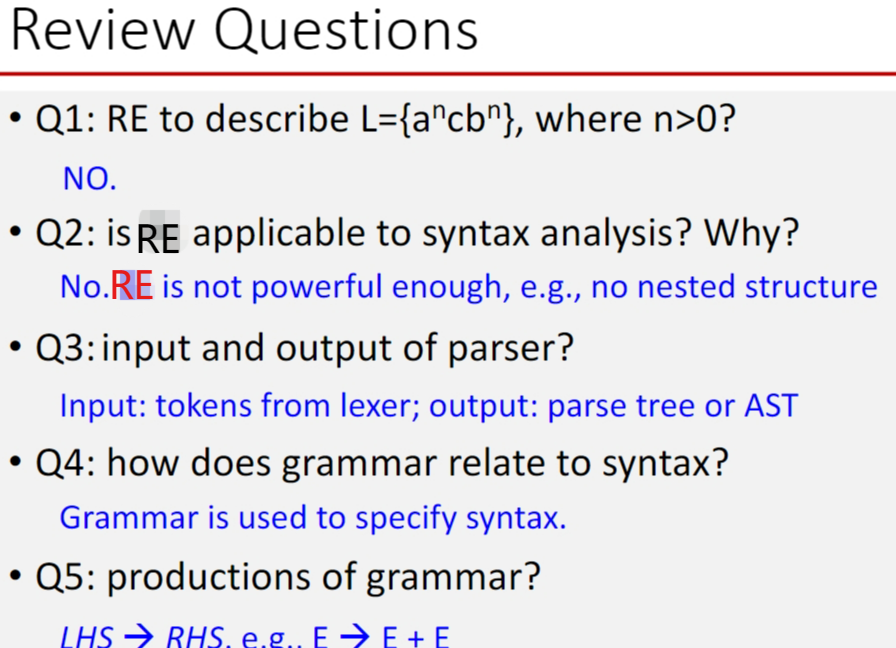 Review Questions
• Q1: RE to describe L={aⁿcbⁿ}, where n>0?
NO.
• Q2: is RE applicable to syntax analysis? Why?
No. RE is not powerful enough, e.g., no nested structure
• Q3: input and output of parser?
Input: tokens from lexer; output: parse tree or AST
• Q4: how does grammar relate to syntax?
Grammar is used to specify syntax.
• Q5: productions of grammar?
LHS → RHS, e.g., E → E + E